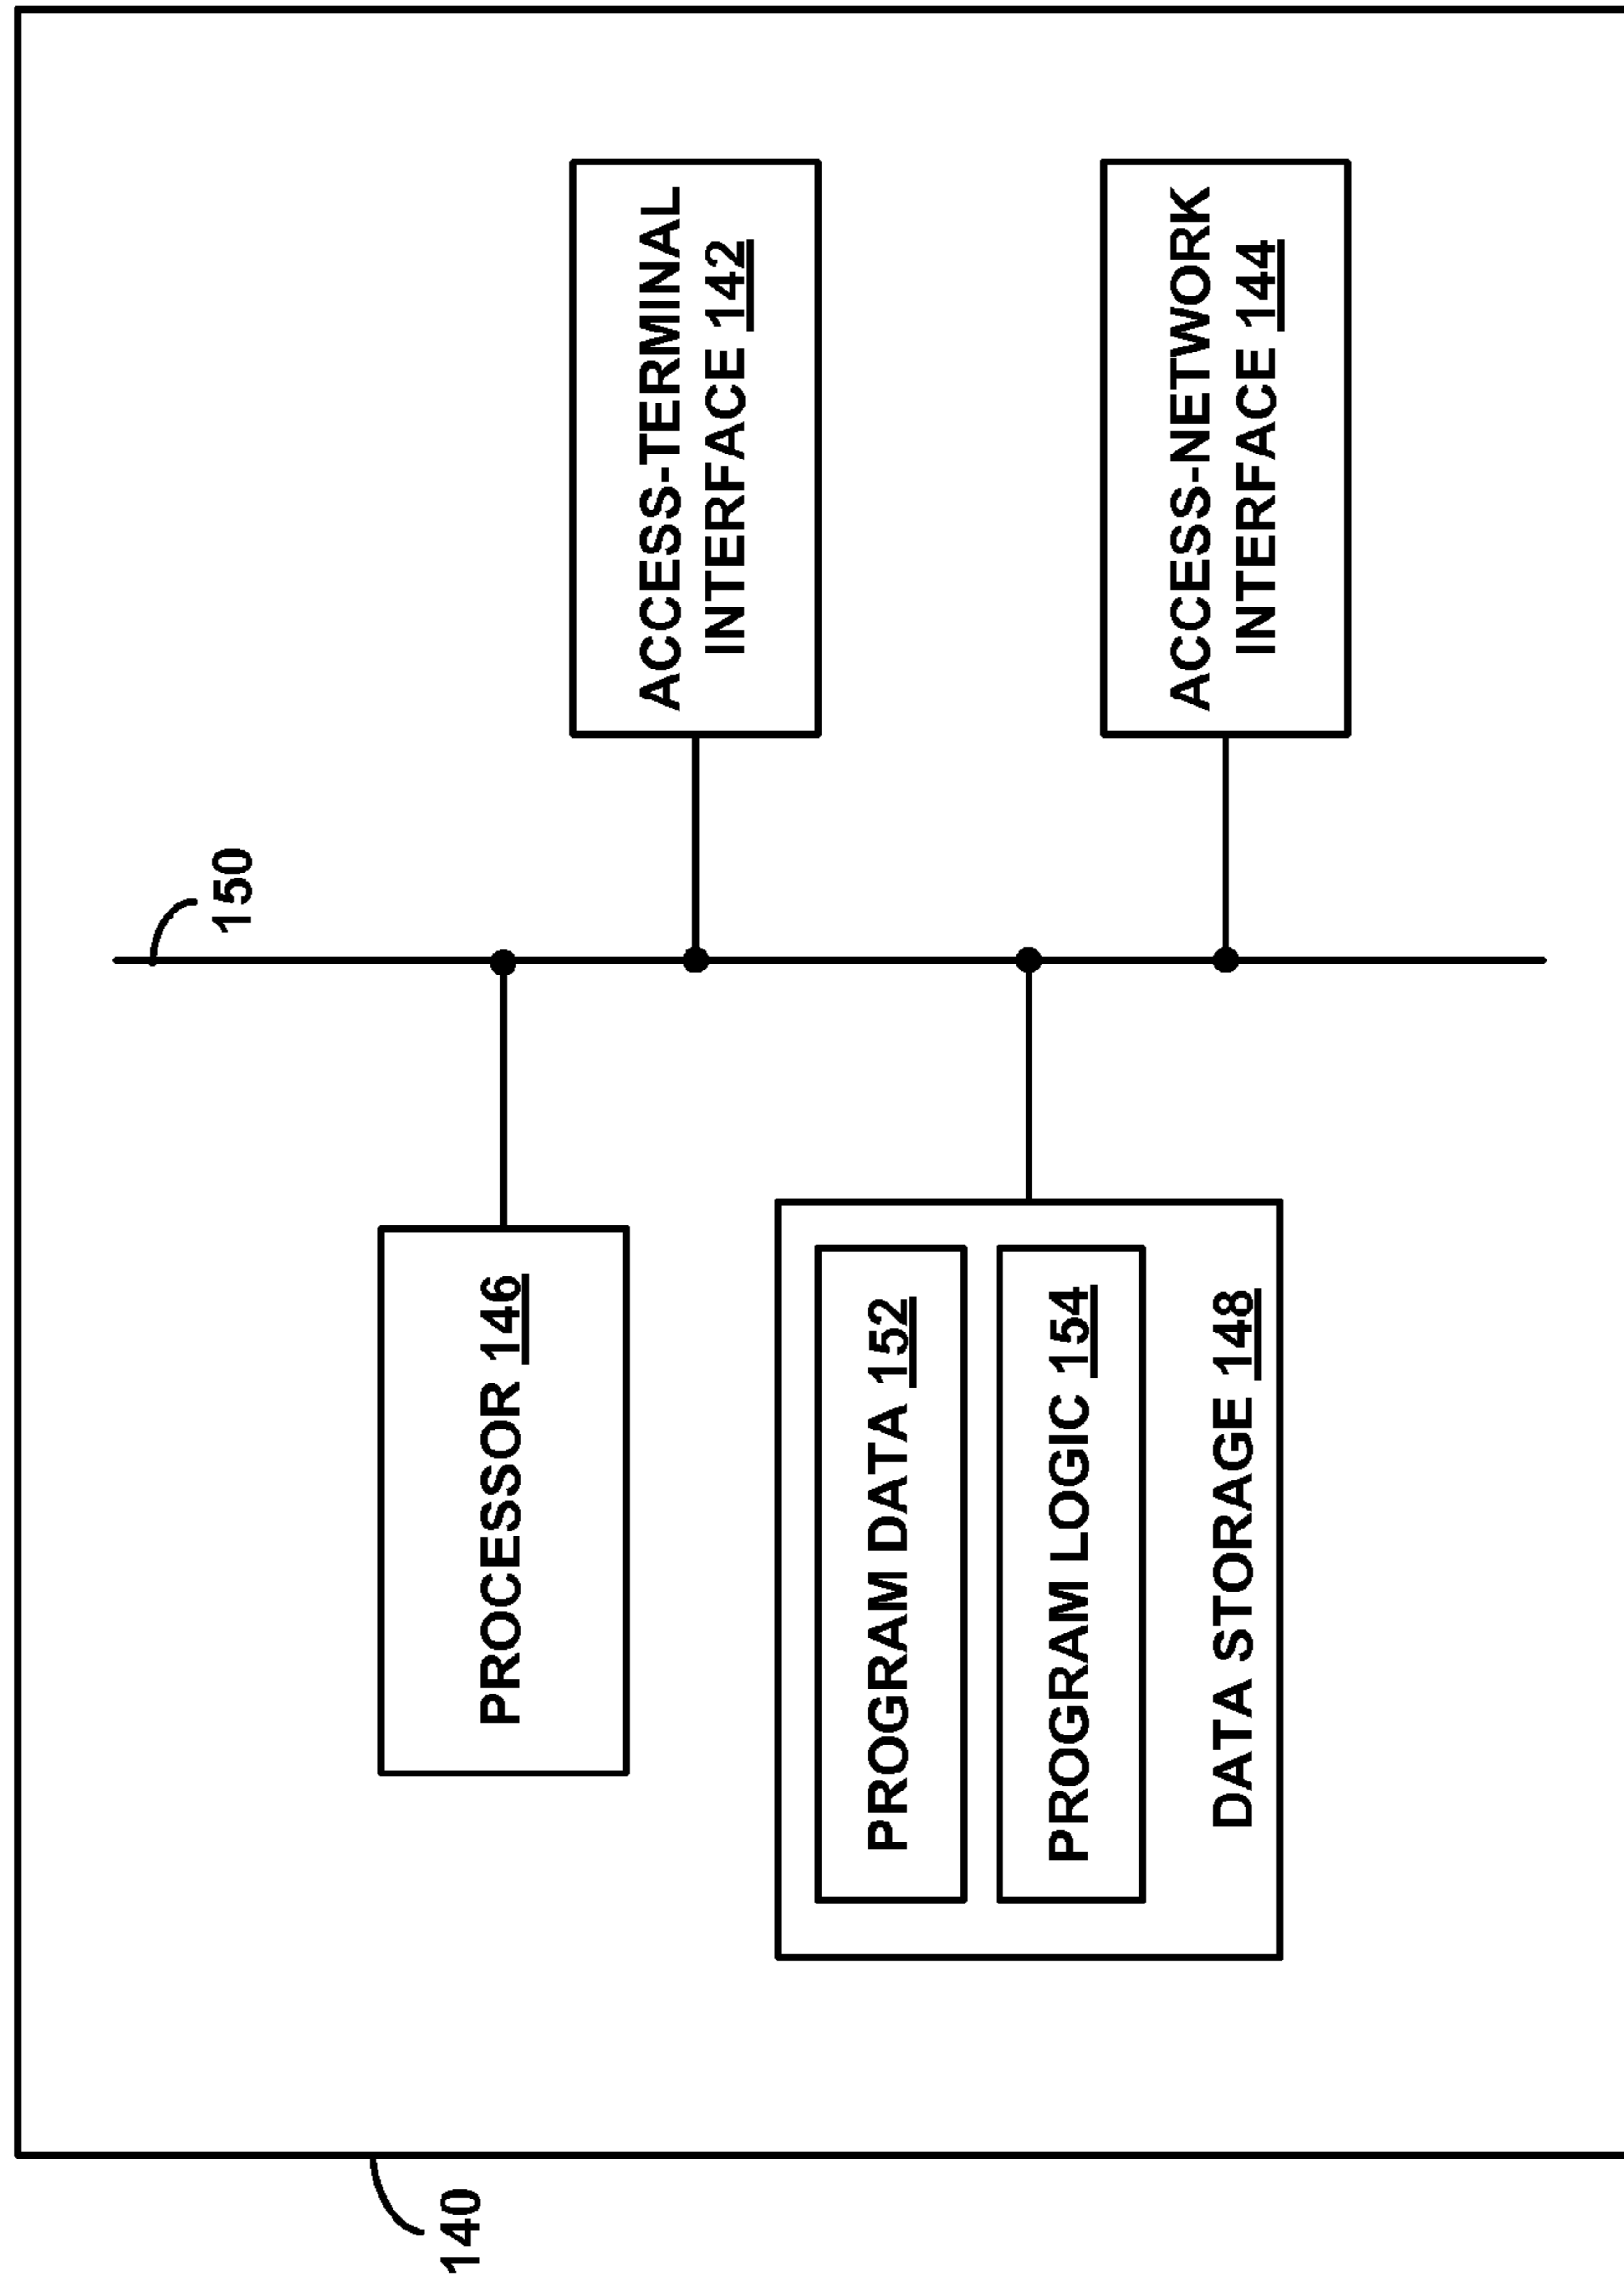 140
PROCESSOR 146
PROGRAM DATA 152
PROGRAM LOGIC 154
DATA STORAGE 148
150
ACCESS-TERMINAL
INTERFACE 142
ACCESS-NETWORK
INTERFACE 144